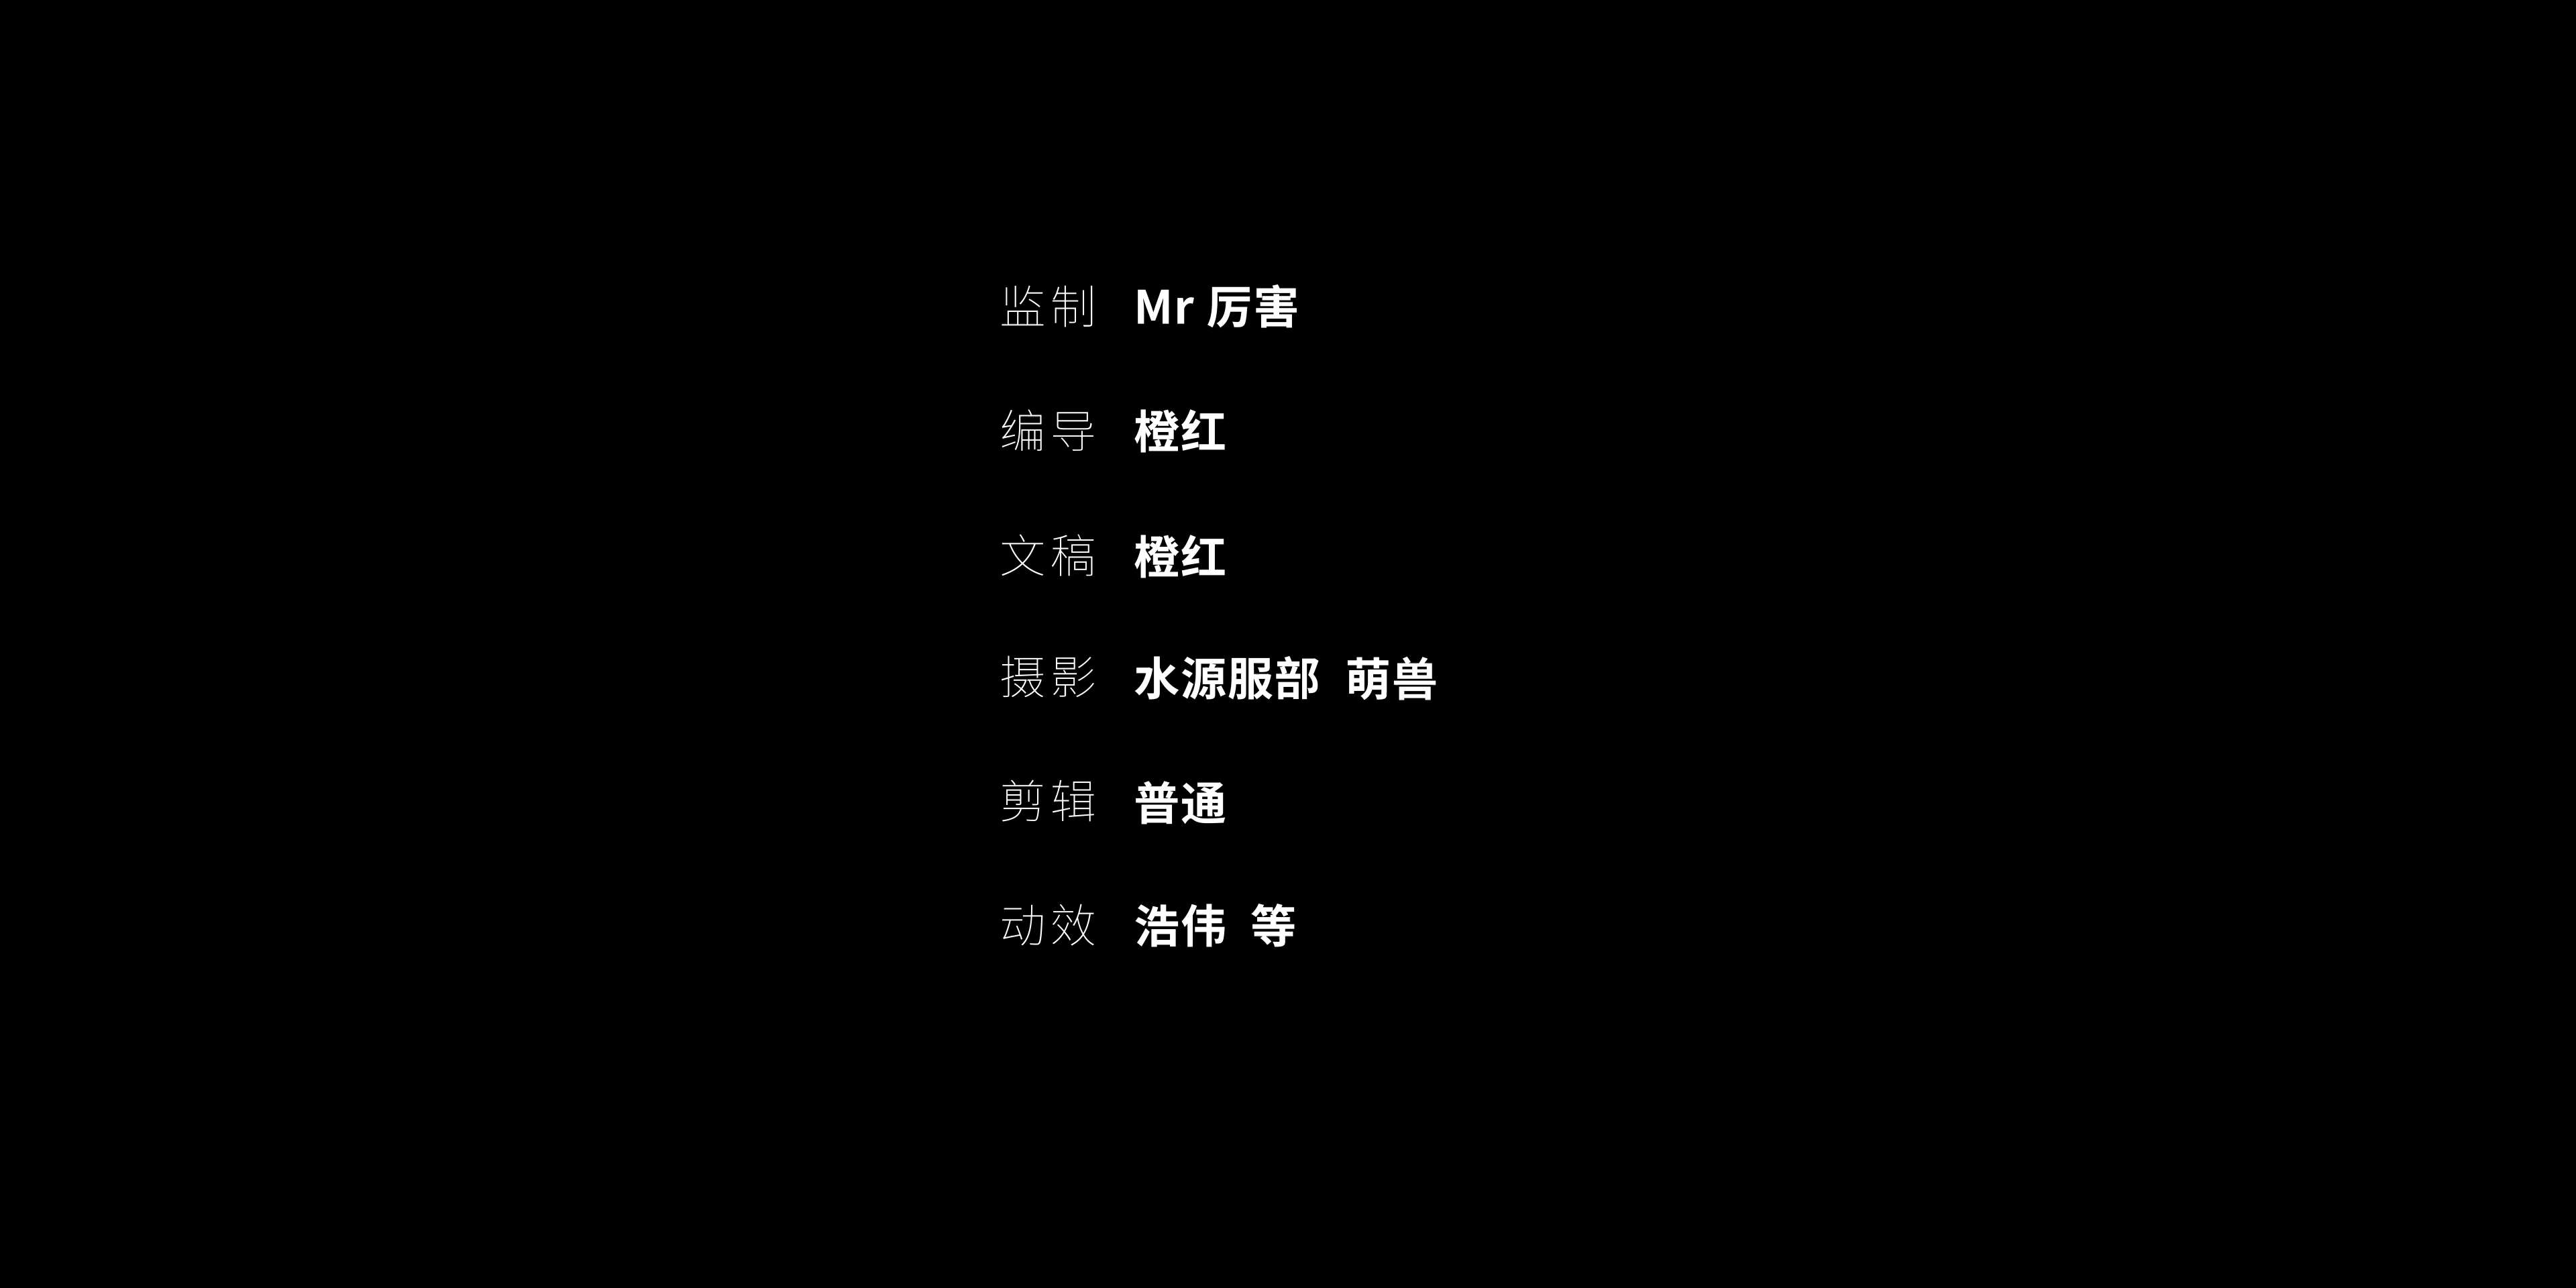 监制 Mr 厉害
编导 橙红
文稿 橙红
摄影 水源服部 萌兽
剪辑 普通
动效 浩伟 等